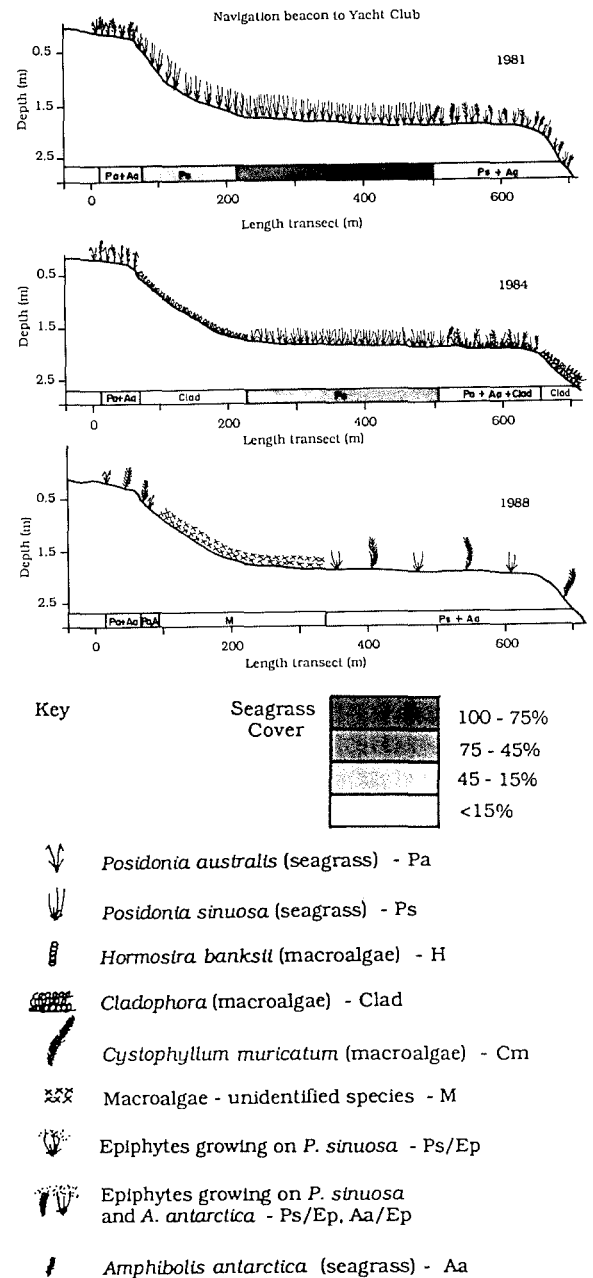 Navigation beacon to Yacht Club
1981
Depth (m)
0.5
1.5
2.5
Pa+Aa
Ps
Ps + Aa
0
200
400
600
Length transect (m)
1984
Depth (m)
0.5
1.5
2.5
Pa+Aa
Clad
Ps
Pa + Aa +Clad
Clad
0
200
400
600
Length transect (m)
1988
Depth (m)
0.5
1.5
2.5
Pa+Aa
M
Ps + Aa
0
200
400
600
Length transect (m)
Key
Seagrass
Cover
100 - 75%
75 - 45%
45 - 15%
<15%
Posidonia australis (seagrass) - Pa
Posidonia sinuosa (seagrass) - Ps
Hormosira banksii (macroalgae) - H
Cladophora (macroalgae) - Clad
Cystophyllum muricatum (macroalgae) - Cm
Macroalgae - unidentified species - M
Epiphytes growing on P. sinuosa - Ps/Ep
Epiphytes growing on P. sinuosa
and A. antarctica - Ps/Ep, Aa/Ep
Amphibolis antarctica (seagrass) - Aa